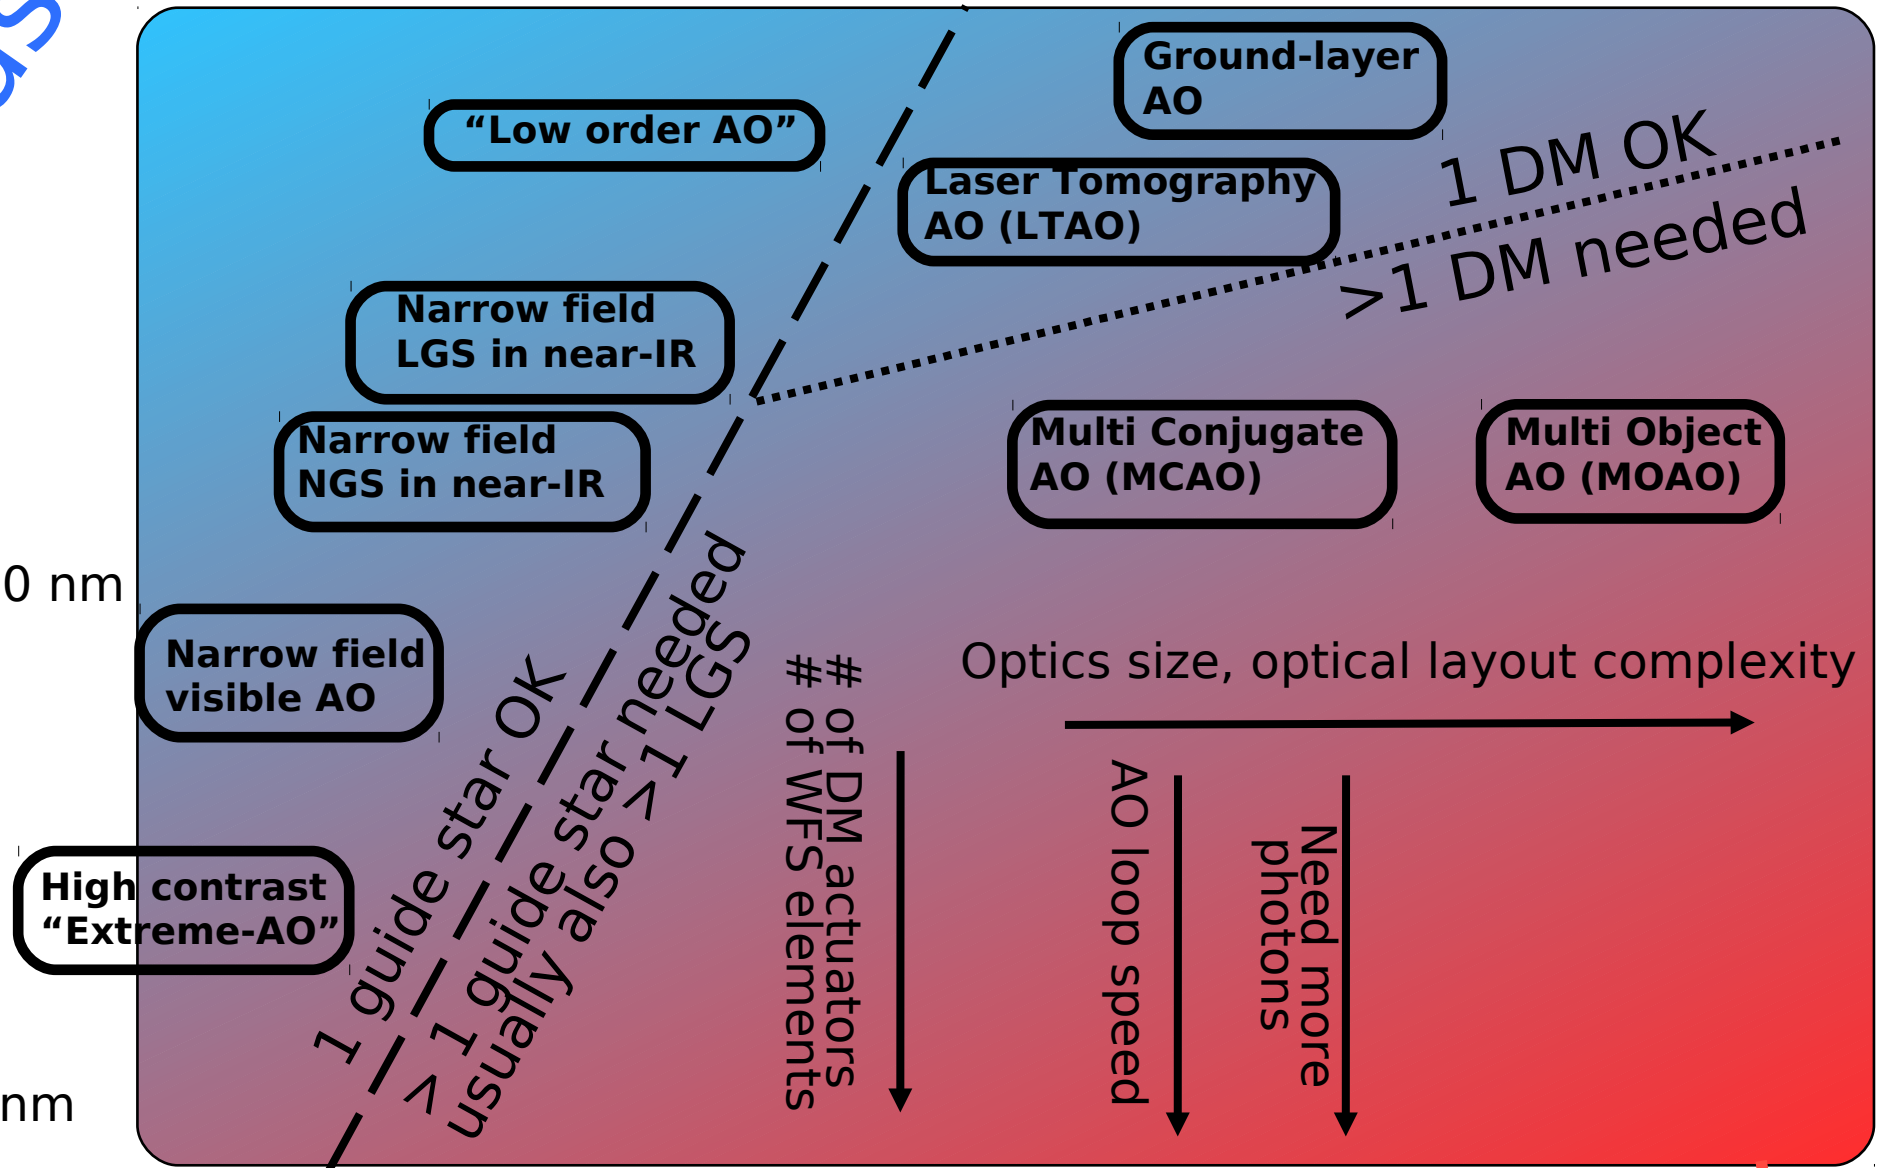 Ground-layer
AO
“Low order AO”
1 DM OK
Laser Tomography
AO (LTAO)
>1 DM needed
Narrow field
LGS in near-IR
Narrow field
NGS in near-IR
Multi Conjugate
AO (MCAO)
Multi Object
AO (MOAO)
0 nm
Narrow field
visible AO
1 guide star OK
> 1 guide star needed
usually also >1 LGS
# of DM actuators
# of WFS elements
Optics size, optical layout complexity
AO loop speed
Need more
photons
High contrast
“Extreme-AO”
nm